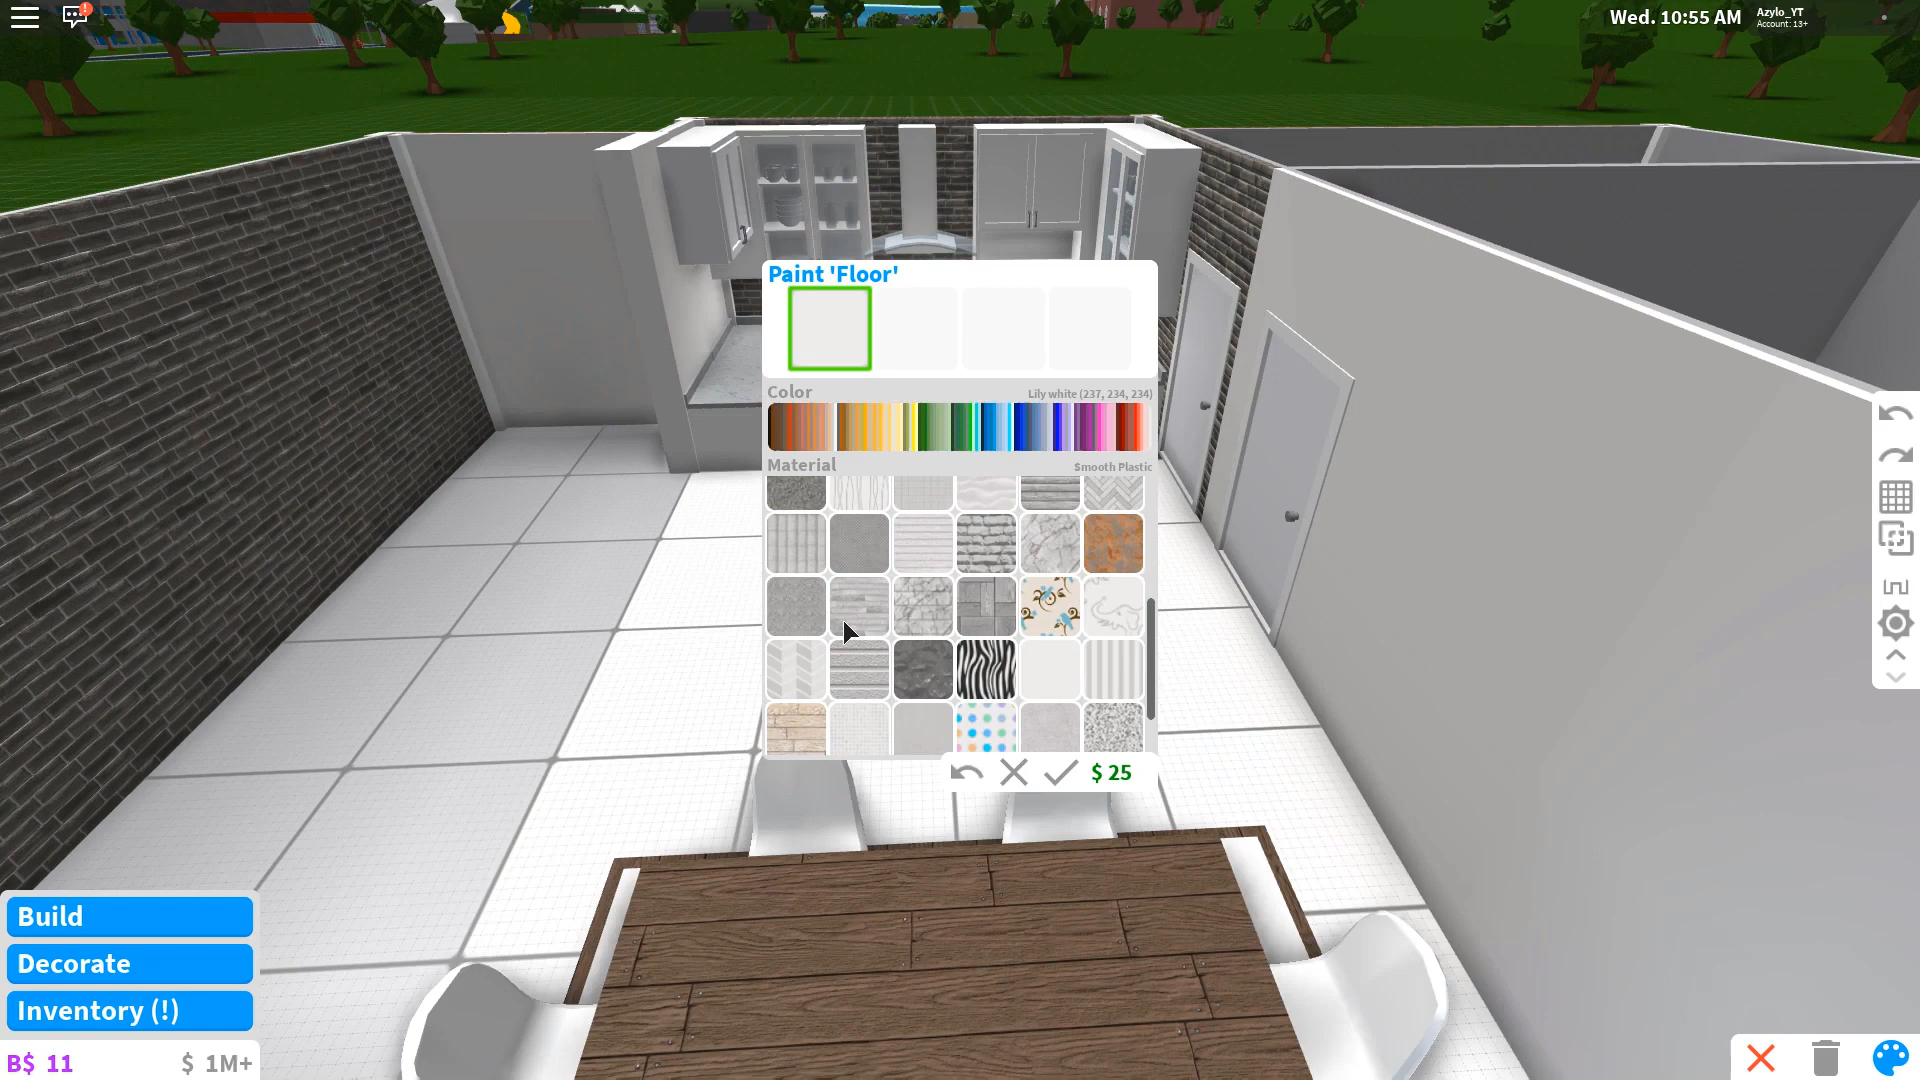 Wed. 10:55 AM
Azylo_YT
Account: 13+
Paint 'Floor'
Color
Lily white (237, 234, 234)
Material
Smooth Plastic
$ 25
Build
Decorate
Inventory (!)
B$ 11
$ 1M+